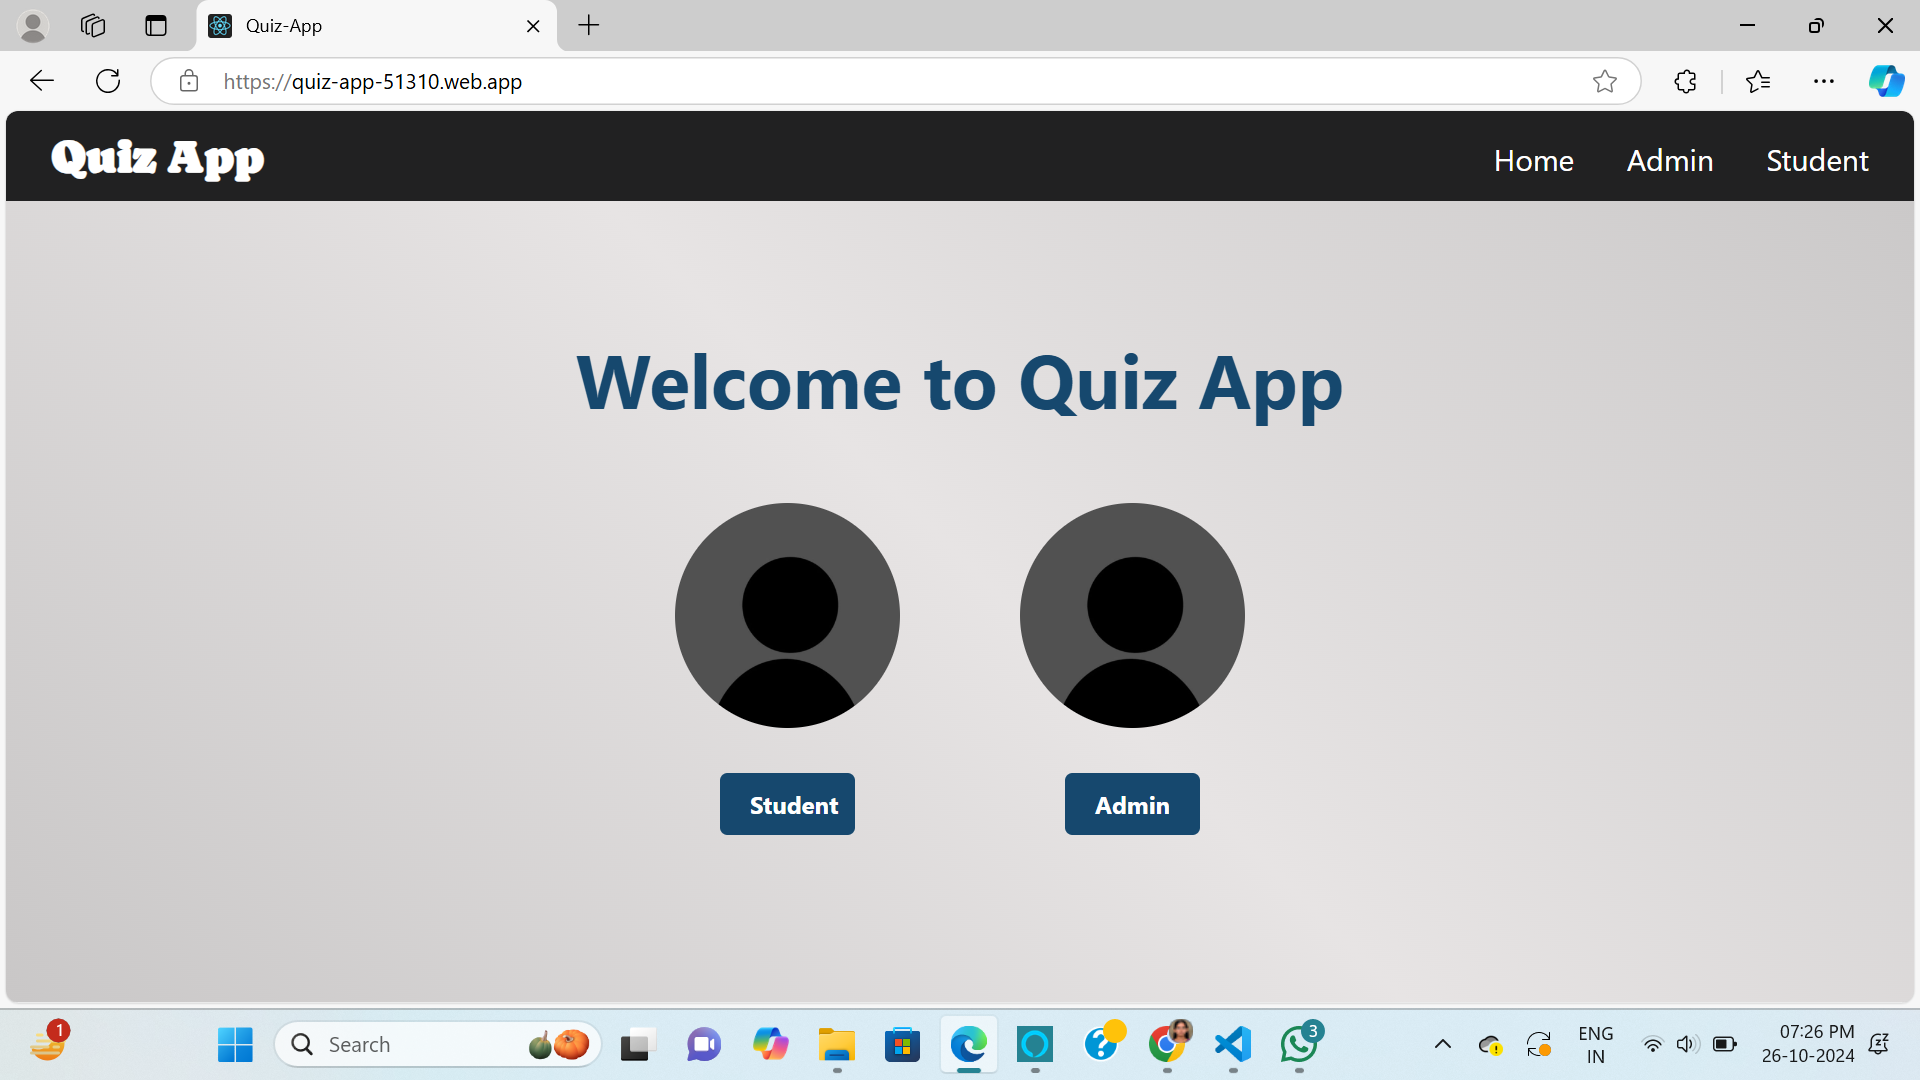 Quiz-App
https://quiz-app-51310.web.app
Quiz App
Home Admin Student
Welcome to Quiz App
Student Admin
1
Search
3
ENG
IN
07:26 PM
26-10-2024